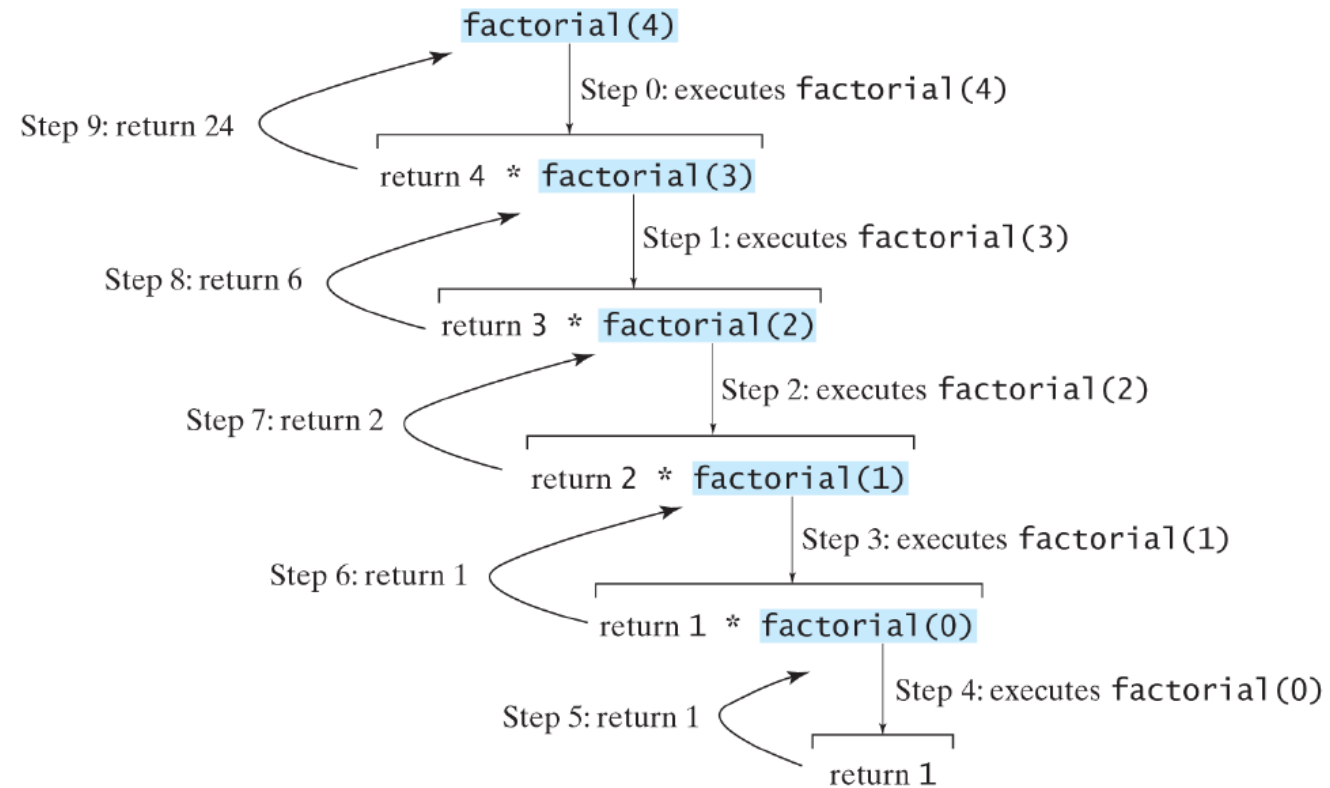 factorial(4)
Step 0: executes factorial(4)
Step 9: return 24
return 4 * factorial(3)
Step 1: executes factorial(3)
Step 8: return 6
return 3 * factorial(2)
Step 2: executes factorial(2)
Step 7: return 2
return 2 * factorial(1)
Step 3: executes factorial(1)
Step 6: return 1
return 1 * factorial(0)
Step 4: executes factorial(0)
Step 5: return 1
return 1